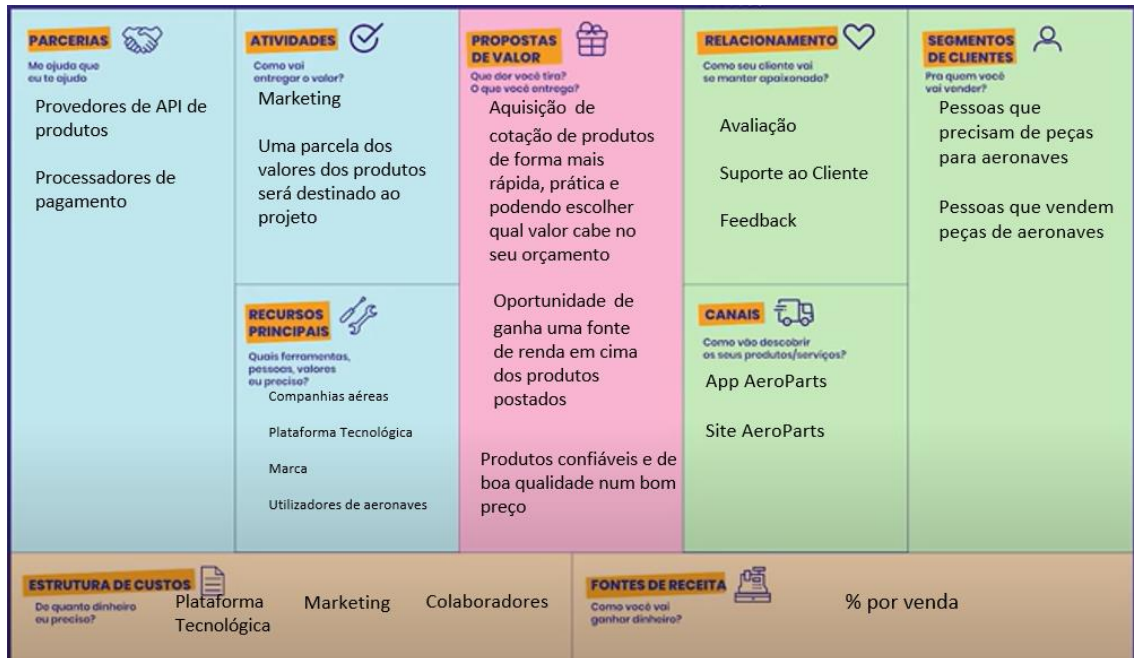 PARCERIAS
Me ajuda que
eu te ajudo
Provedores de API de
produtos
Processadores de
pagamento
ATIVIDADES
Como vai
entregar o valor?
Marketing
Uma parcela dos
valores dos produtos
será destinado ao
projeto
RECURSOS
PRINCIPAIS
Quais ferramentas,
pessoas, valores
eu preciso?
Companhias aéreas
Plataforma Tecnológica
Marca
Utilizadores de aeronaves
PROPOSTAS
DE VALOR
Que dor você tira?
O que você entrega?
Aquisição de
cotação de produtos
de forma mais
rápida, prática e
podendo escolher
qual valor cabe no
seu orçamento
Oportunidade de
ganha uma fonte
de renda em cima
dos produtos
postados
Produtos confiáveis e de
boa qualidade num bom
preço
RELACIONAMENTO
Como seu cliente vai
se manter apaixonado?
Avaliação
Suporte ao Cliente
Feedback
CANAIS
Como vão descobrir
os seus produtos/serviços?
App AeroParts
Site AeroParts
SEGMENTOS
DE CLIENTES
Pra quem você
vai vender?
Pessoas que
precisam de peças
para aeronaves
Pessoas que vendem
peças de aeronaves
ESTRUTURA DE CUSTOS
De quanto dinheiro
eu preciso?
Plataforma
Tecnológica
Marketing
Colaboradores
FONTES DE RECEITA
Como você vai
ganhar dinheiro?
% por venda